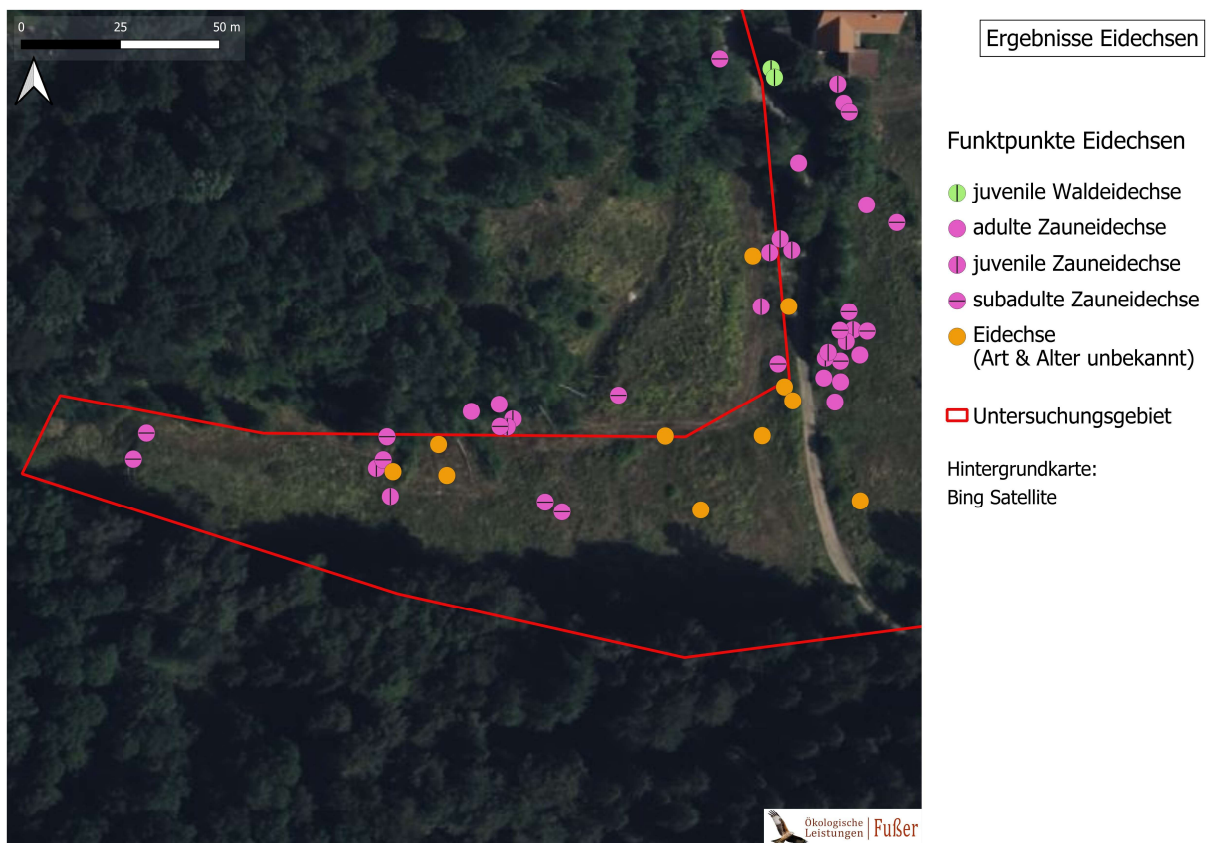 0 25 50 m
Ergebnisse Eidechsen
Funktpunkte Eidechsen
juvenile Waldeidechse
adulte Zauneidechse
juvenile Zauneidechse
subadulte Zauneidechse
Eidechse
(Art & Alter unbekannt)
Untersuchungsgebiet
Hintergrundkarte:
Bing Satellite
Ökologische
Leistungen
Fußer